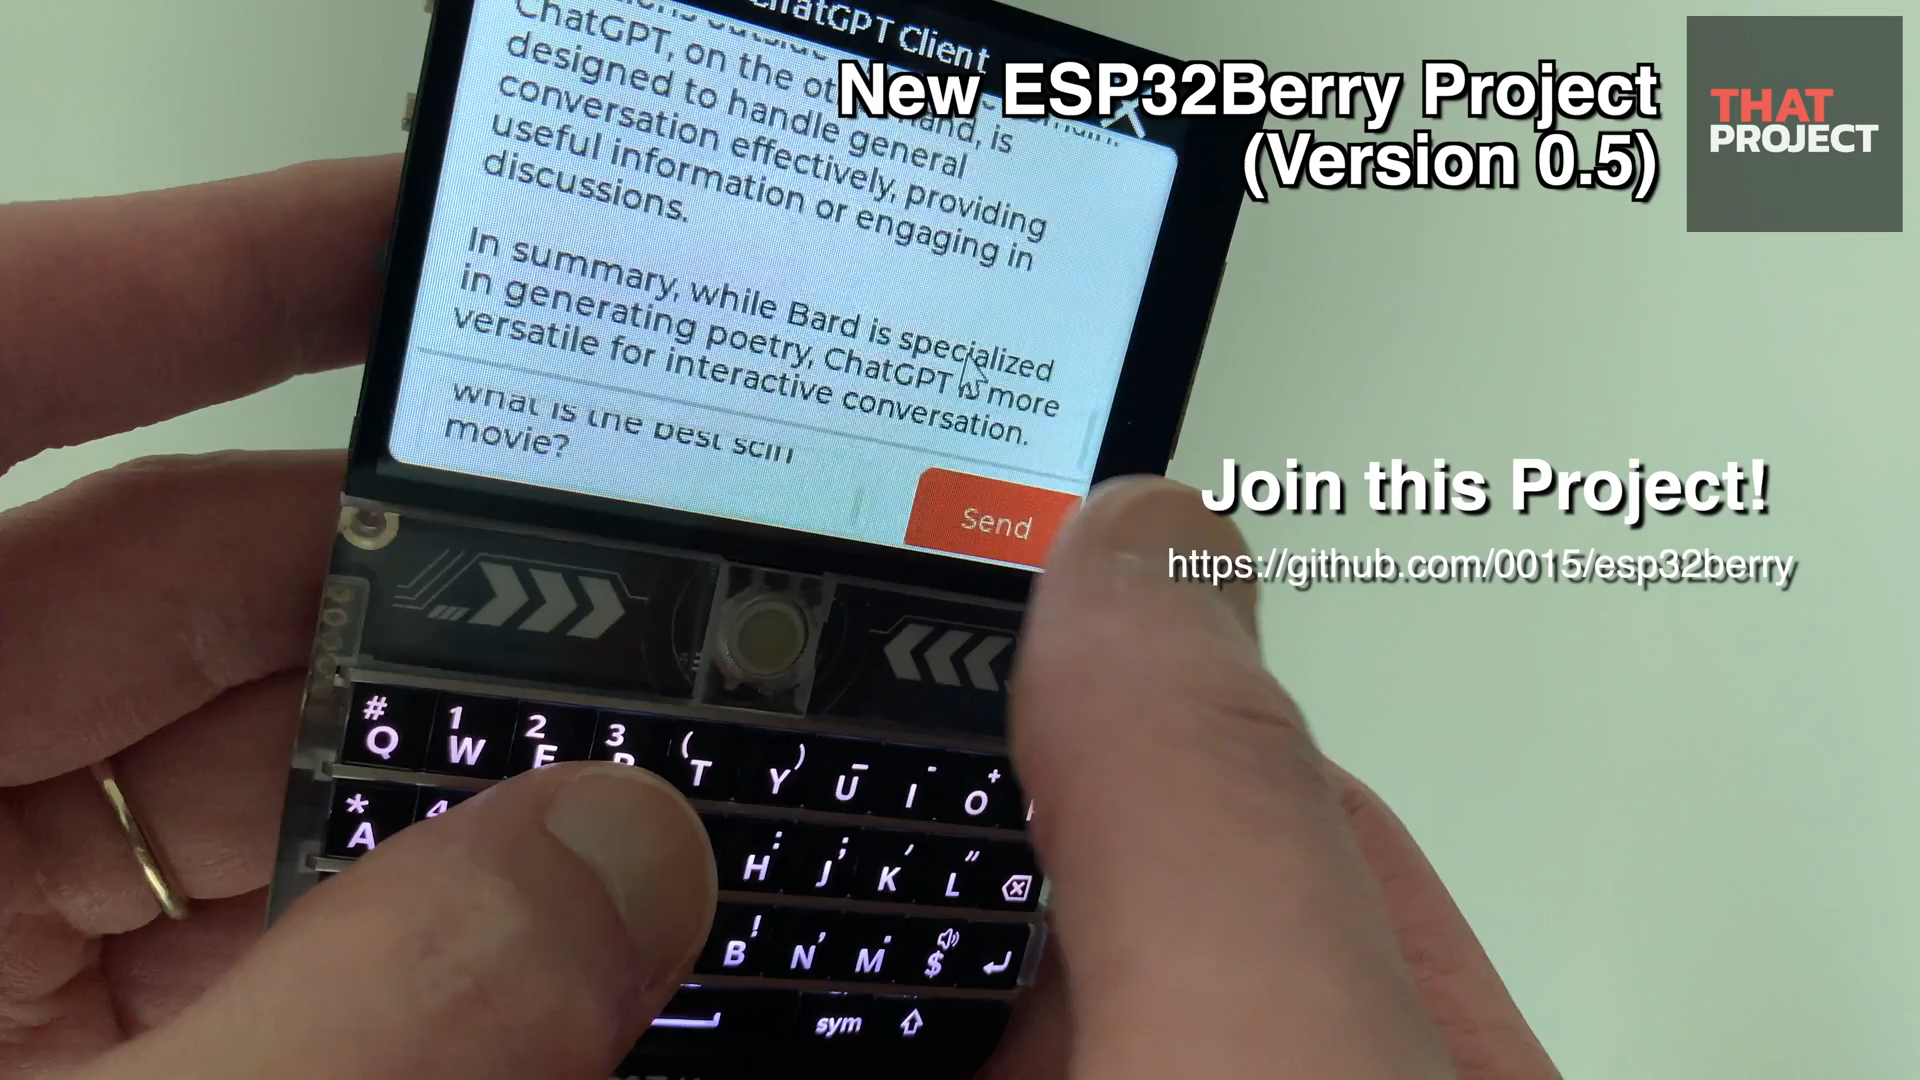 ChatGPT Client
ChatGPT, on the other hand, is
designed to handle general
conversation effectively, providing
useful information or engaging in
discussions.
In summary, while Bard is specialized
in generating poetry, ChatGPT is more
versatile for interactive conversation.
What is the best scifi
movie?
Send
New ESP32Berry Project
(Version 0.5)
THAT
PROJECT
Join this Project!
https://github.com/0015/esp32berry
# 1 2 3 ( ) _ - +
Q W E R T Y U I O
* 4 : ; ' "
A H J K L
! , .
B N M $
sym